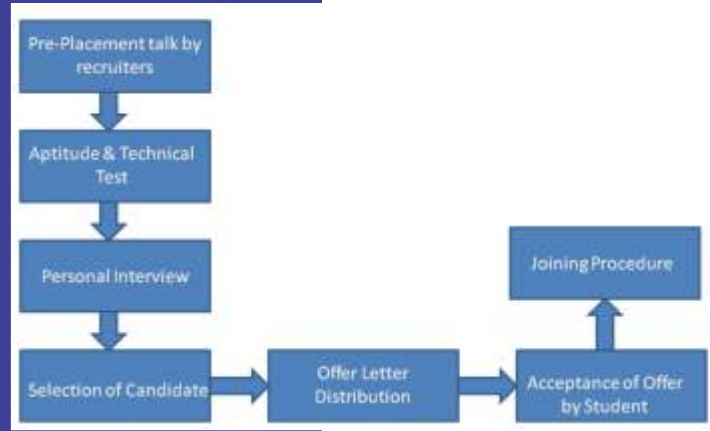 Pre-Placement talk by
recruiters
Aptitude & Technical
Test
Personal Interview
Selection of Candidate
Offer Letter
Distribution
Acceptance of Offer
by Student
Joining Procedure